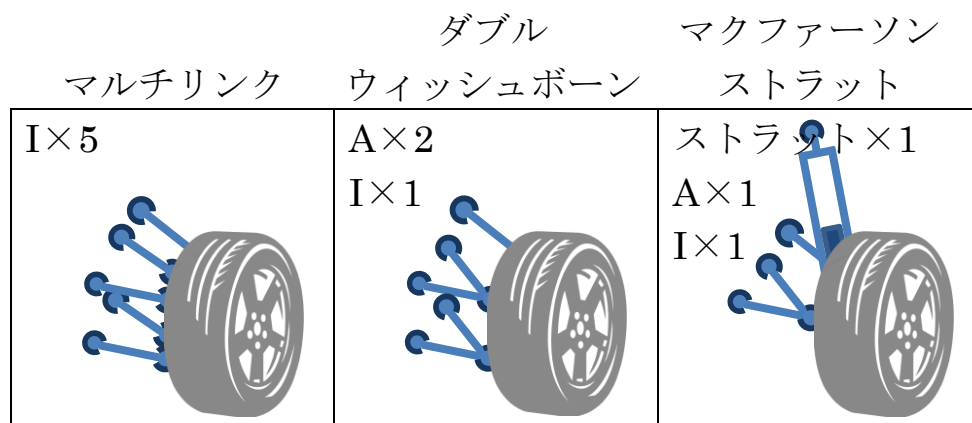 マルチリンク
ダブル
ウィッシュボーン
マクファーソン
ストラット
I×5
A×2
I×1
ストラット×1
A×1
I×1